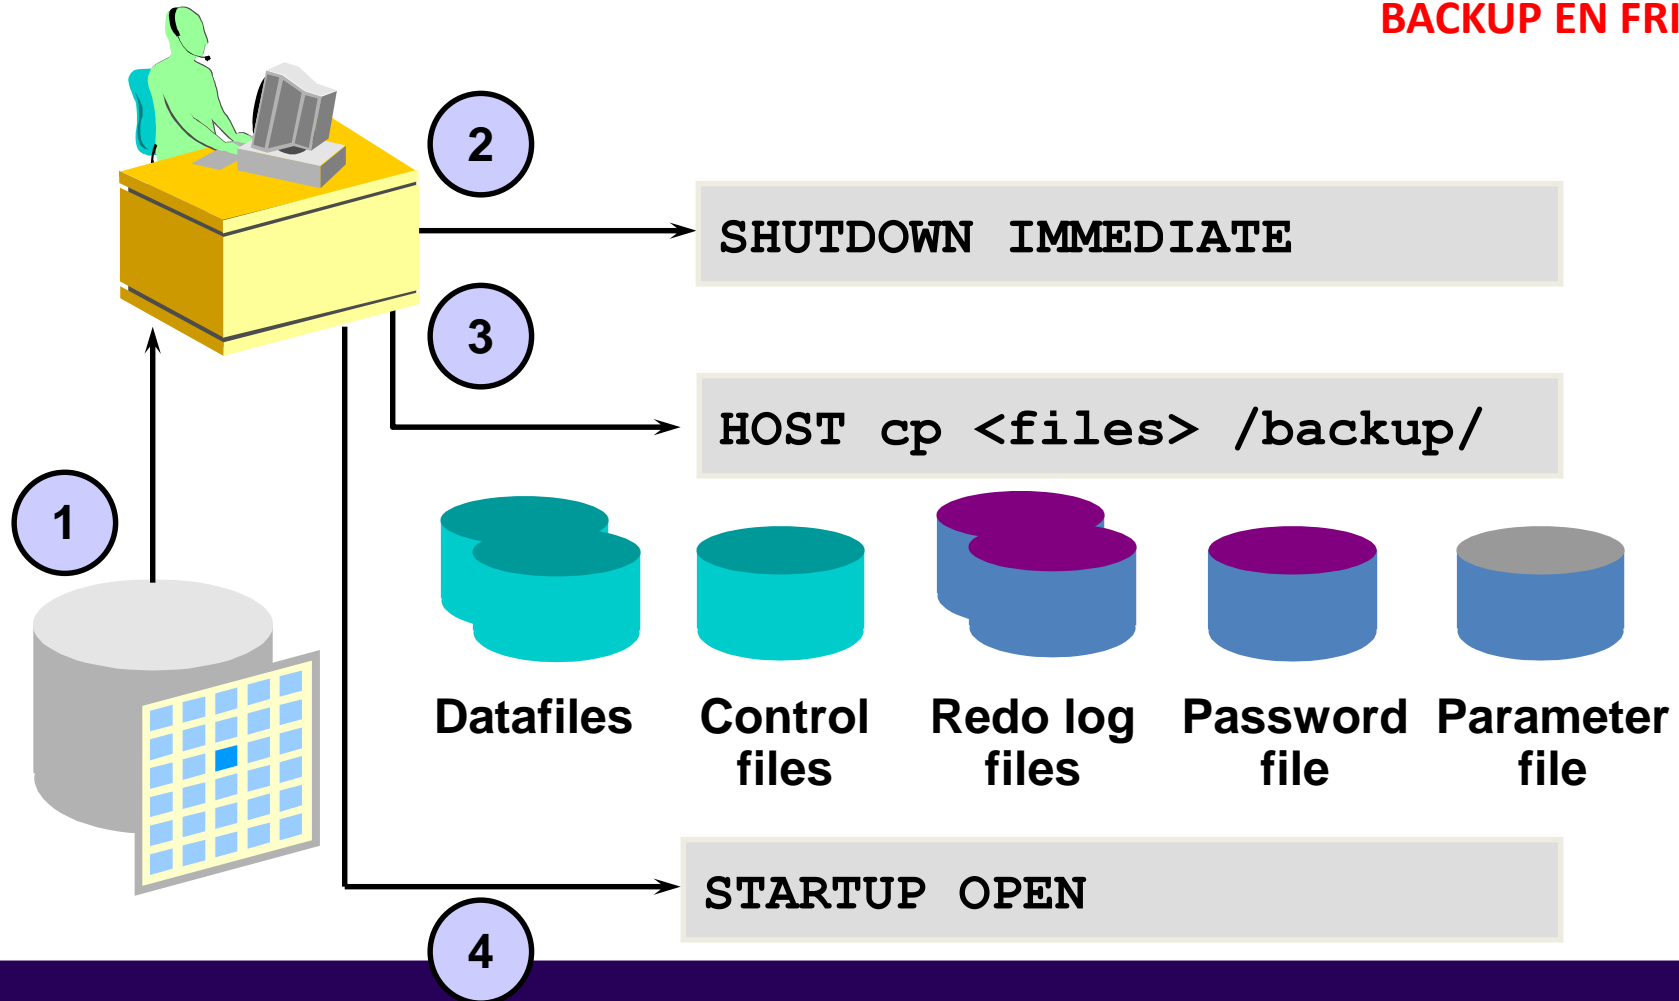 BACKUP EN FRI
2
SHUTDOWN IMMEDIATE
3
HOST cp <files> /backup/
1
Datafiles
Control
files
Redo log
files
Password
file
Parameter
file
STARTUP OPEN
4